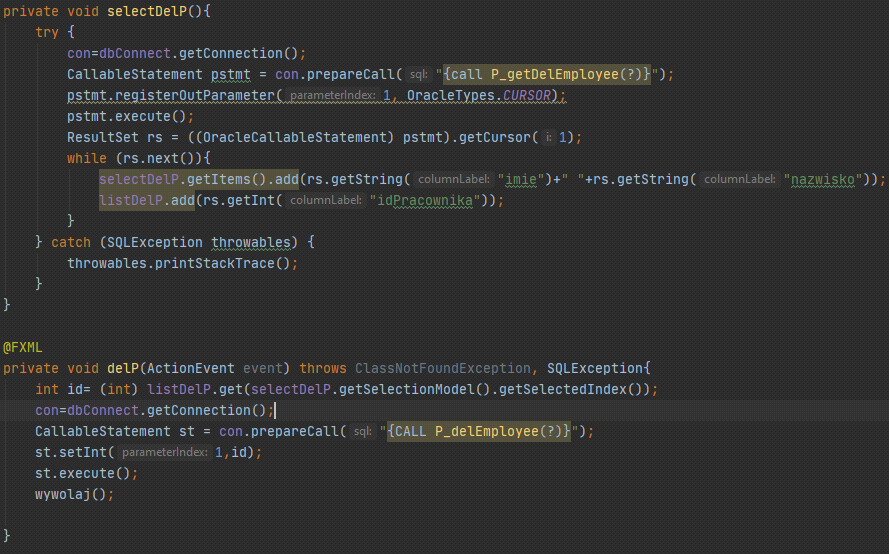 private void selectDelP(){
    try {
        con=dbConnect.getConnection();
        CallableStatement pstmt = con.prepareCall( sql: "{call P_getDelEmployee(?)}");
        pstmt.registerOutParameter( parameterIndex: 1, OracleTypes.CURSOR);
        pstmt.execute();
        ResultSet rs = ((OracleCallableStatement) pstmt).getCursor( i: 1);
        while (rs.next()){
            selectDelP.getItems().add(rs.getString( columnLabel: "imie")+" "+rs.getString( columnLabel: "nazwisko"));
            listDelP.add(rs.getInt( columnLabel: "idPracownika"));
        }
    } catch (SQLException throwables) {
        throwables.printStackTrace();
    }
}
@FXML
private void delP(ActionEvent event) throws ClassNotFoundException, SQLException{
    int id= (int) listDelP.get(selectDelP.getSelectionModel().getSelectedIndex());
    con=dbConnect.getConnection();
    CallableStatement st = con.prepareCall( sql: "{CALL P_delEmployee(?)}");
    st.setInt( parameterIndex: 1,id);
    st.execute();
    wywolaj();
}